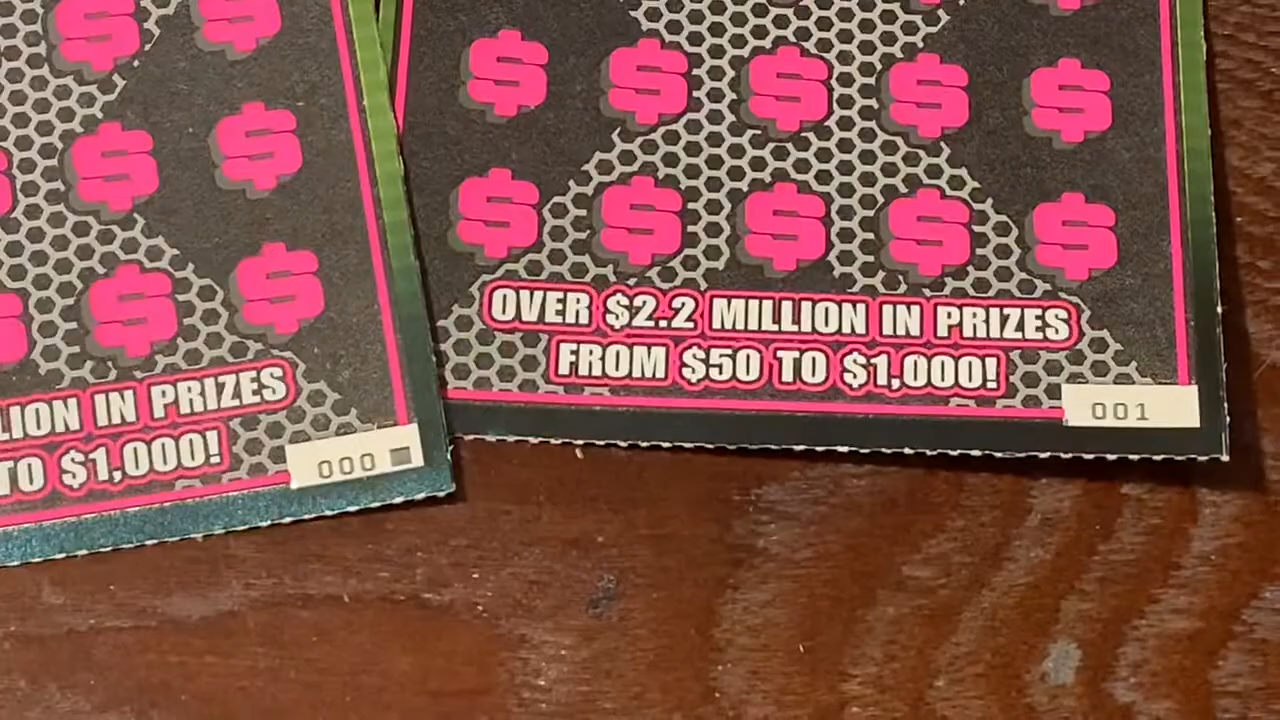 LION IN PRIZES
TO $1,000!
000
$ $ $ $ $
$ $ $ $ $
OVER $2.2 MILLION IN PRIZES
FROM $50 TO $1,000!
001